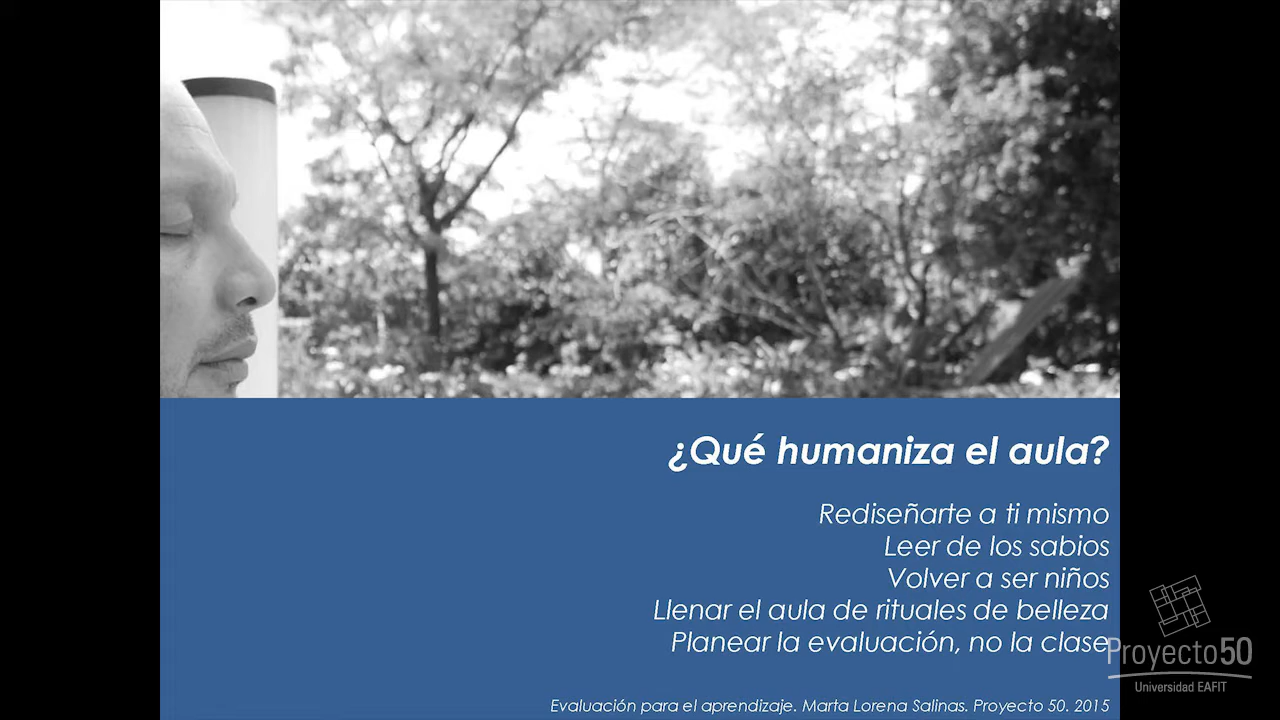 ¿Qué humaniza el aula?
Rediseñarte a ti mismo
Leer de los sabios
Volver a ser niños
Llenar el aula de rituales de belleza
Planear la evaluación, no la clase
Proyecto50
Universidad EAFIT
Evaluación para el aprendizaje. Marta Lorena Salinas. Proyecto 50. 2015